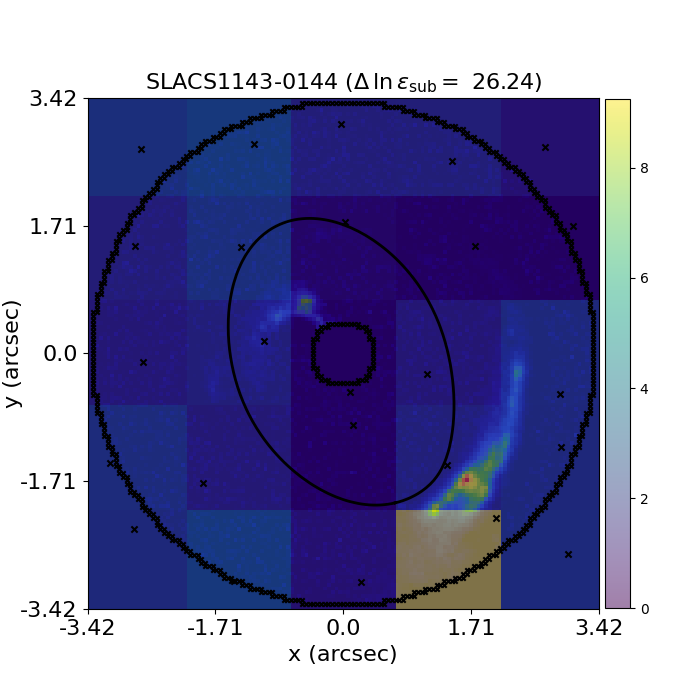 SLACS1143-0144 (Δ ln ε_sub = 26.24)
3.42
1.71
0.0
-1.71
-3.42
y (arcsec)
-3.42 -1.71 0.0 1.71 3.42
x (arcsec)
8
6
4
2
0